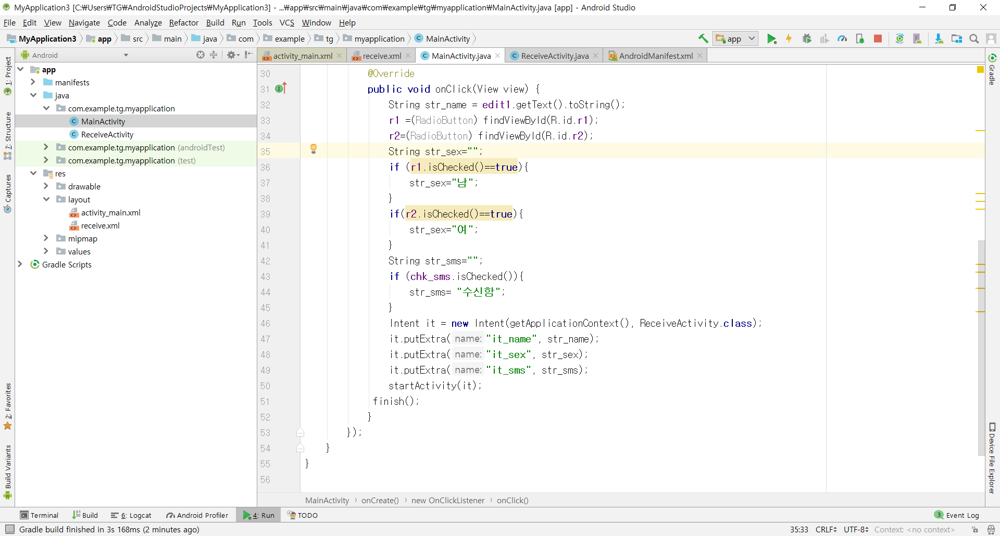 MyApplication3 [C:₩Users₩TG₩AndroidStudioProjects₩MyApplication3] - ...₩app₩src₩main₩java₩com₩example₩tg₩myapplication₩MainActivity.java [app] - Android Studio
File Edit View Navigate Code Analyze Refactor Build Run Tools VCS Window Help
MyApplication3 app src main java com example tg myapplication MainActivity app
Android
activity_main.xml receive.xml MainActivity.java ReceiveActivity.java AndroidManifest.xml
1: Project
7: Structure
Captures
2: Favorites
Build Variants
app
manifests
java
com.example.tg.myapplication
MainActivity
ReceiveActivity
com.example.tg.myapplication (androidTest)
com.example.tg.myapplication (test)
res
drawable
layout
activity_main.xml
receive.xml
mipmap
values
Gradle Scripts
30 @Override
31 public void onClick(View view) {
32 String str_name = edit1.getText().toString();
33 r1 =(RadioButton) findViewById(R.id.r1);
34 r2=(RadioButton) findViewById(R.id.r2);
35 String str_sex="";
36 if (r1.isChecked()==true){
37 str_sex="남";
38 }
39 if(r2.isChecked()==true){
40 str_sex="여";
41 }
42 String str_sms="";
43 if (chk_sms.isChecked()){
44 str_sms= "수신함";
45 }
46 Intent it = new Intent(getApplicationContext(), ReceiveActivity.class);
47 it.putExtra( name: "it_name", str_name);
48 it.putExtra( name: "it_sex", str_sex);
49 it.putExtra( name: "it_sms", str_sms);
50 startActivity(it);
51 finish();
52 }
53 });
54 }
55 }
56
MainActivity › onCreate() › new OnClickListener › onClick()
Gradle
Device File Explorer
Terminal Build 6: Logcat Android Profiler 4: Run TODO 3 Event Log
Gradle build finished in 3s 168ms (2 minutes ago) 35:33 CRLF UTF-8 Context: <no context>